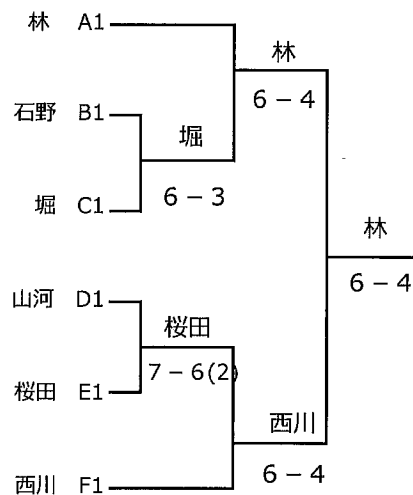 林 A1
林
6-4
石野 B1
堀
6-3
堀 C1
林
6-4
山河 D1
桜田
7-6(2)
桜田 E1
西川
6-4
西川 F1